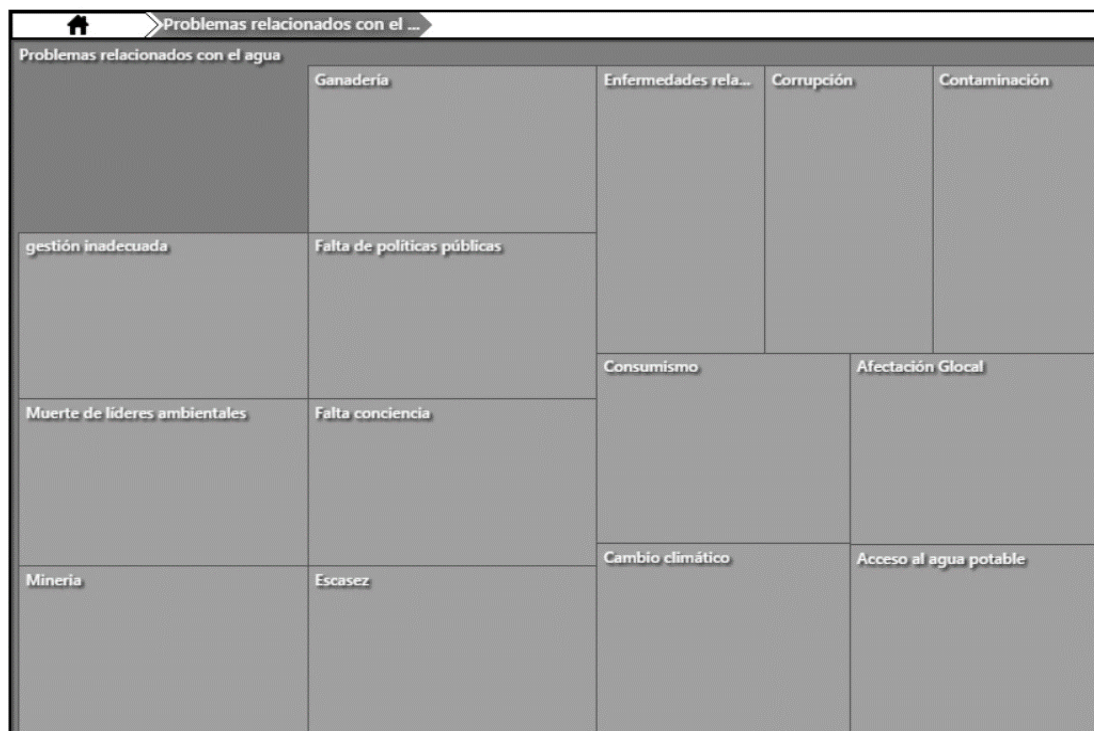 Problemas relacionados con el ...
Problemas relacionados con el agua
Ganadería
Enfermedades rela...
Corrupción
Contaminación
gestión inadecuada
Falta de políticas públicas
Consumismo
Afectación Glocal
Muerte de líderes ambientales
Falta conciencia
Cambio climático
Acceso al agua potable
Mineria
Escasez